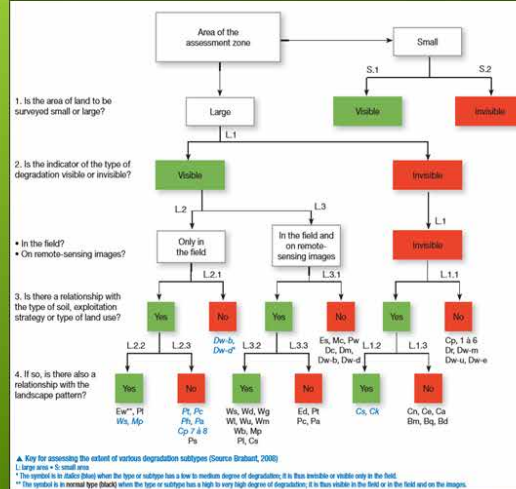 Area of the
assessment zone
Small
S.1
S.2
1. Is the area of land to be
surveyed small or large?
Large
Visible
Invisible
L.1
2. Is the indicator of the type of
degradation visible or invisible?
Visible
Invisible
L.2
L.3
L.1
• In the field?
• On remote-sensing images?
Only in
the field
In the field and
on remote-
sensing images
Invisible
L.2.1
L.3.1
L.1.1
3. Is there a relationship with
the type of soil, exploitation
strategy or type of land use?
Yes
No
Yes
No
Yes
No
Dw-b,
Dw-d*
Es, Mc, Pw
Dc, Dm,
Dw-b, Dw-d
Cp, 1 à 6
Dr, Dw-m
Dw-u, Dw-e
L.2.2
L.2.3
L.3.2
L.3.3
L.1.2
L.1.3
4. If so, is there also a
relationship with the
landscape pattern?
Yes
No
Yes
No
Yes
No
Ew**, Pl
Ws, Mp
Pt, Pc
Ph, Pa
Cp 7 à 8
Ps
Ws, Wd, Wg
Wl, Wu, Wm
Wb, Mp
Pl, Cs
Ed, Pt
Pc, Pa
Cs, Ck
Cn, Ce, Ca
Bm, Bq, Bd
▲ Key for assessing the extent of various degradation subtypes (Source Brabant, 2008)
L: large area • S: small area
* The symbol is in italics (blue) when the type or subtype has a low to medium degree of degradation; it is thus invisible or visible only in the field.
** The symbol is in normal type (black) when the type or subtype has a high to very high degree of degradation; it is thus visible in the field or in the field and on the images.